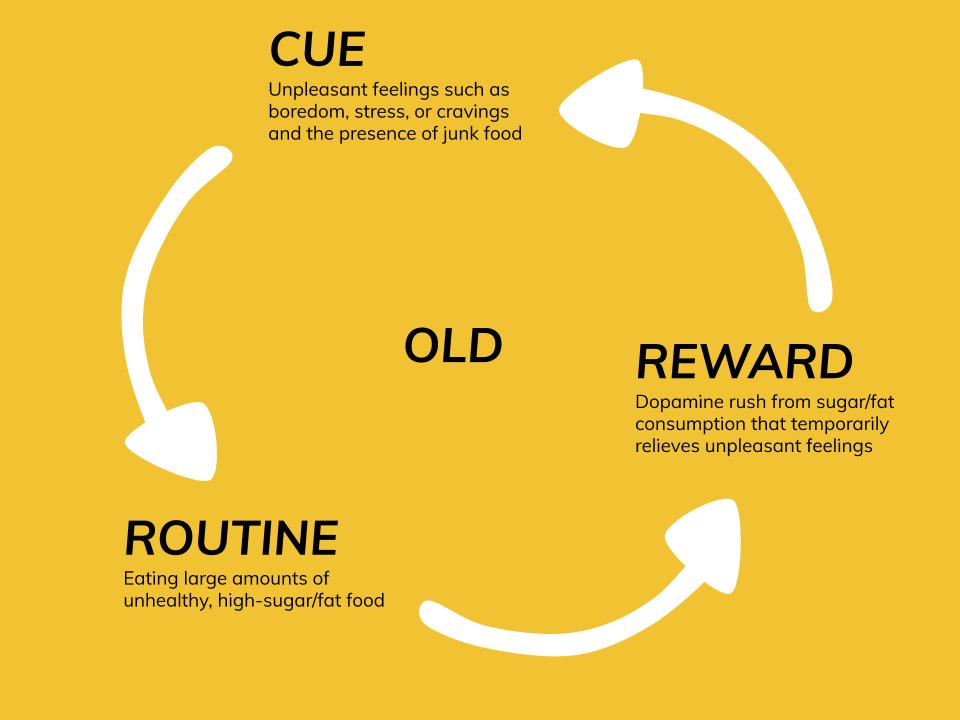 CUE
Unpleasant feelings such as
boredom, stress, or cravings
and the presence of junk food
OLD
REWARD
Dopamine rush from sugar/fat
consumption that temporarily
relieves unpleasant feelings
ROUTINE
Eating large amounts of
unhealthy, high-sugar/fat food